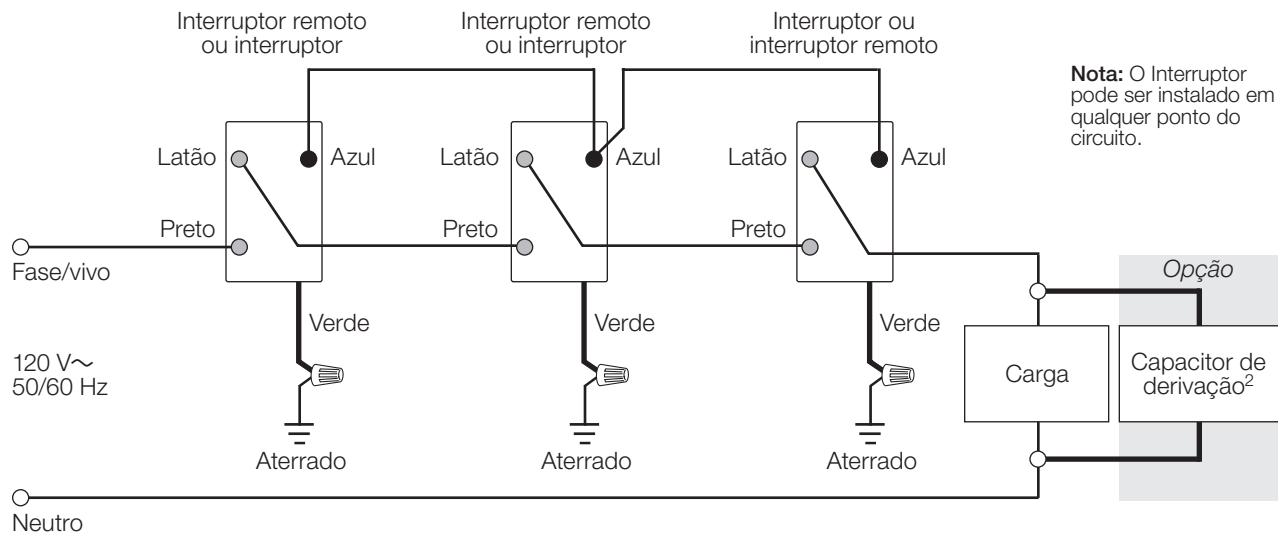 Interruptor remoto
ou interruptor
Interruptor remoto
ou interruptor
Interruptor ou
interruptor remoto
Nota: O Interruptor
pode ser instalado em
qualquer ponto do
circuito.
Latão
Azul
Latão
Azul
Latão
Azul
Preto
Preto
Preto
Fase/vivo
Opção
Verde
Verde
Verde
120 V~
50/60 Hz
Carga
Capacitor de
derivação²
Aterrado
Aterrado
Aterrado
Neutro